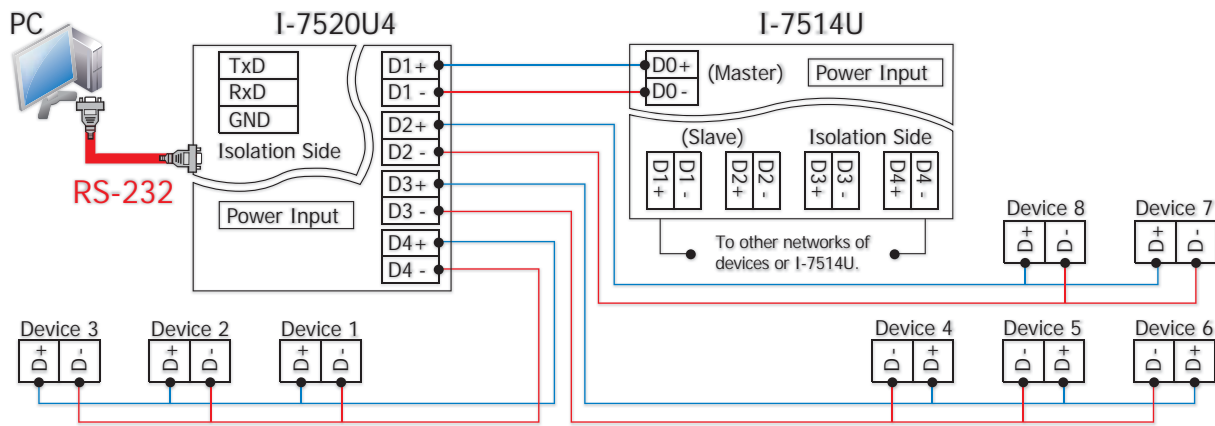 PC
I-7520U4
I-7514U
TxD
RxD
GND
Isolation Side
RS-232
Power Input
D1+
D1 -
D2+
D2 -
D3+
D3 -
D4+
D4 -
D0+
D0 -
(Master)
Power Input
(Slave)
Isolation Side
D1+
D1 -
D2+
D2 -
D3+
D3 -
D4+
D4 -
To other networks of
devices or I-7514U.
Device 8
D+
D-
Device 7
D+
D-
Device 3
D+
D-
Device 2
D+
D-
Device 1
D+
D-
Device 4
D-
D+
Device 5
D-
D+
Device 6
D-
D+